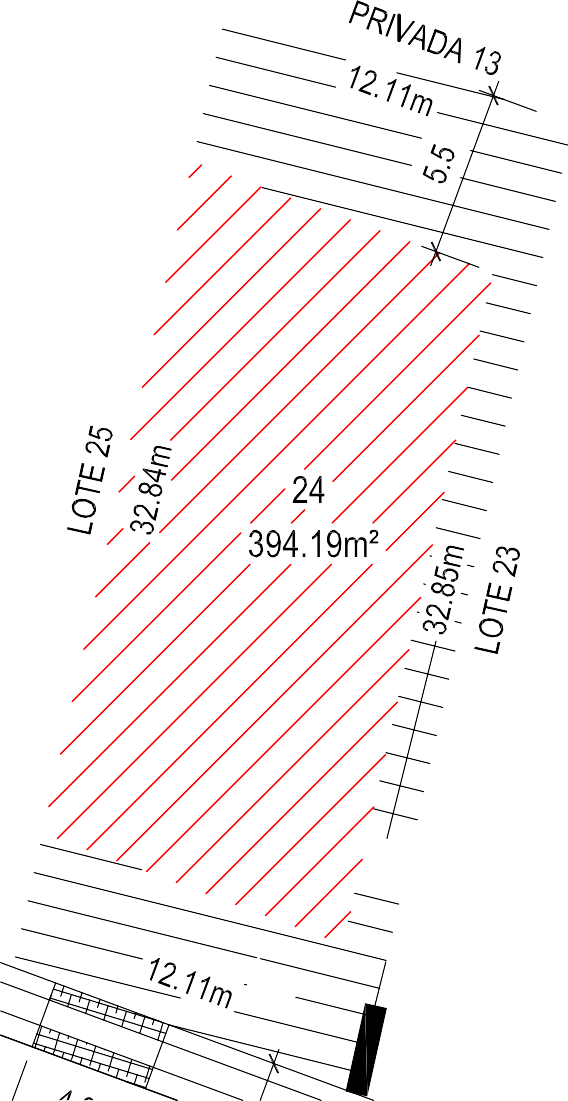 PRIVADA 13
12.11m
5.5
LOTE 25
32.84m
24
394.19m²
32.85m
LOTE 23
12.11m